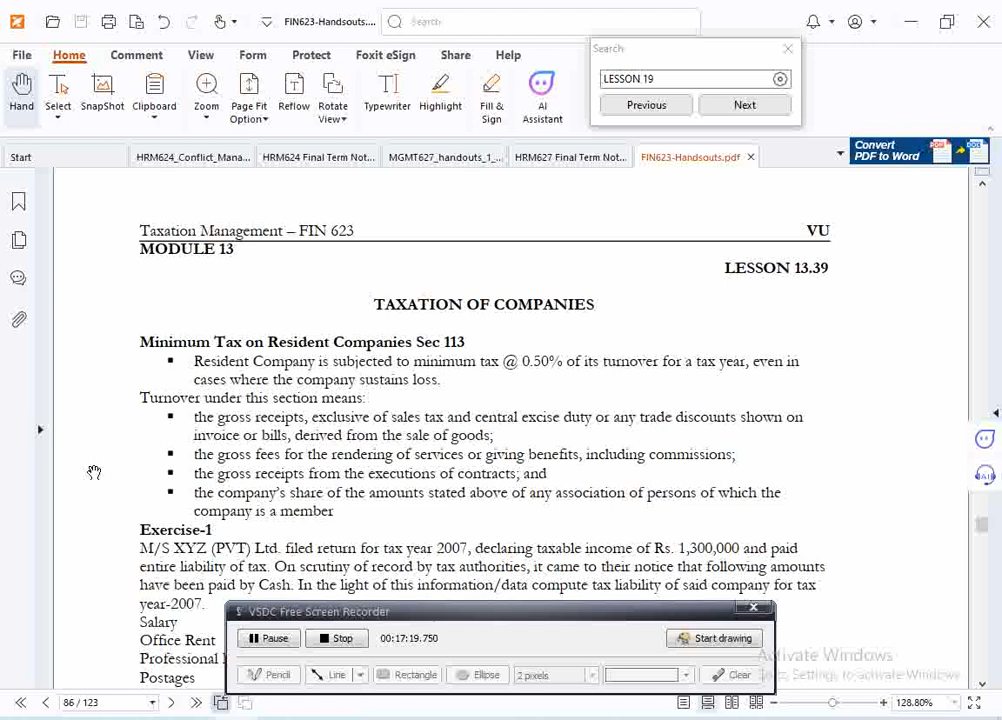 FIN623-Handsouts....
Search
File
Home
Comment
View
Form
Protect
Foxit eSign
Share
Help
Search:
LESSON 19
Previous
Next
Hand
Select
SnapShot
Clipboard
Zoom
Page Fit Option
Reflow
Rotate View
Typewriter
Highlight
Fill & Sign
AI Assistant
Start
HRM624_Conflict_Mana...
HRM624 Final Term Not...
MGMT627_handouts_1_...
HRM627 Final Term Not...
FIN623-Handsouts.pdf
Convert
PDF to Word
Taxation Management – FIN 623 VU
MODULE 13
LESSON 13.39
TAXATION OF COMPANIES
Minimum Tax on Resident Companies Sec 113
▪ Resident Company is subjected to minimum tax @ 0.50% of its turnover for a tax year, even in
cases where the company sustains loss.
Turnover under this section means:
▪ the gross receipts, exclusive of sales tax and central excise duty or any trade discounts shown on
invoice or bills, derived from the sale of goods;
▪ the gross fees for the rendering of services or giving benefits, including commissions;
▪ the gross receipts from the executions of contracts; and
▪ the company's share of the amounts stated above of any association of persons of which the
company is a member
Exercise-1
M/S XYZ (PVT) Ltd. filed return for tax year 2007, declaring taxable income of Rs. 1,300,000 and paid
entire liability of tax. On scrutiny of record by tax authorities, it came to their notice that following amounts
have been paid by Cash. In the light of this information/data compute tax liability of said company for tax
year-2007.
Salary
Office Rent
Professional
Postages
VSDC Free Screen Recorder
Pause
Stop
00:17:19.750
Start drawing
Pencil
Line
Rectangle
Ellipse
2 pixels
Clear
Activate Windows
Settings to activate Windows
86 / 123
128.80%